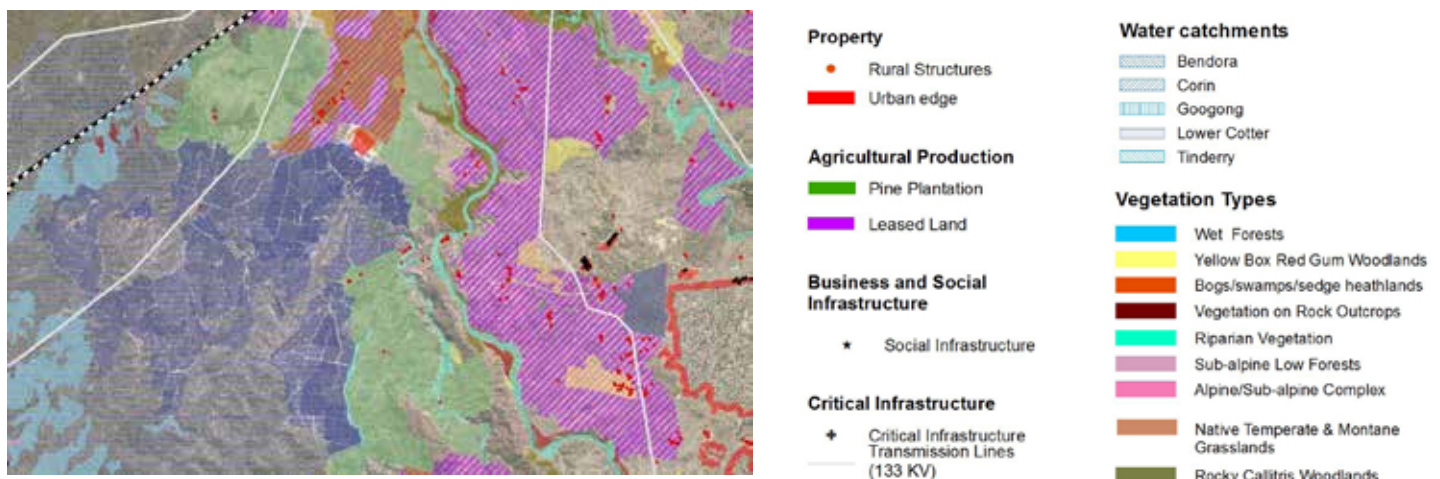 Property
Rural Structures
Urban edge
Agricultural Production
Pine Plantation
Leased Land
Business and Social
Infrastructure
Social Infrastructure
Critical Infrastructure
Critical Infrastructure
Transmission Lines
(133 KV)
Water catchments
Bendora
Corin
Googong
Lower Cotter
Tinderry
Vegetation Types
Wet Forests
Yellow Box Red Gum Woodlands
Bogs/swamps/sedge heathlands
Vegetation on Rock Outcrops
Riparian Vegetation
Sub-alpine Low Forests
Alpine/Sub-alpine Complex
Native Temperate & Montane
Grasslands
Rocky Callitris Woodlands